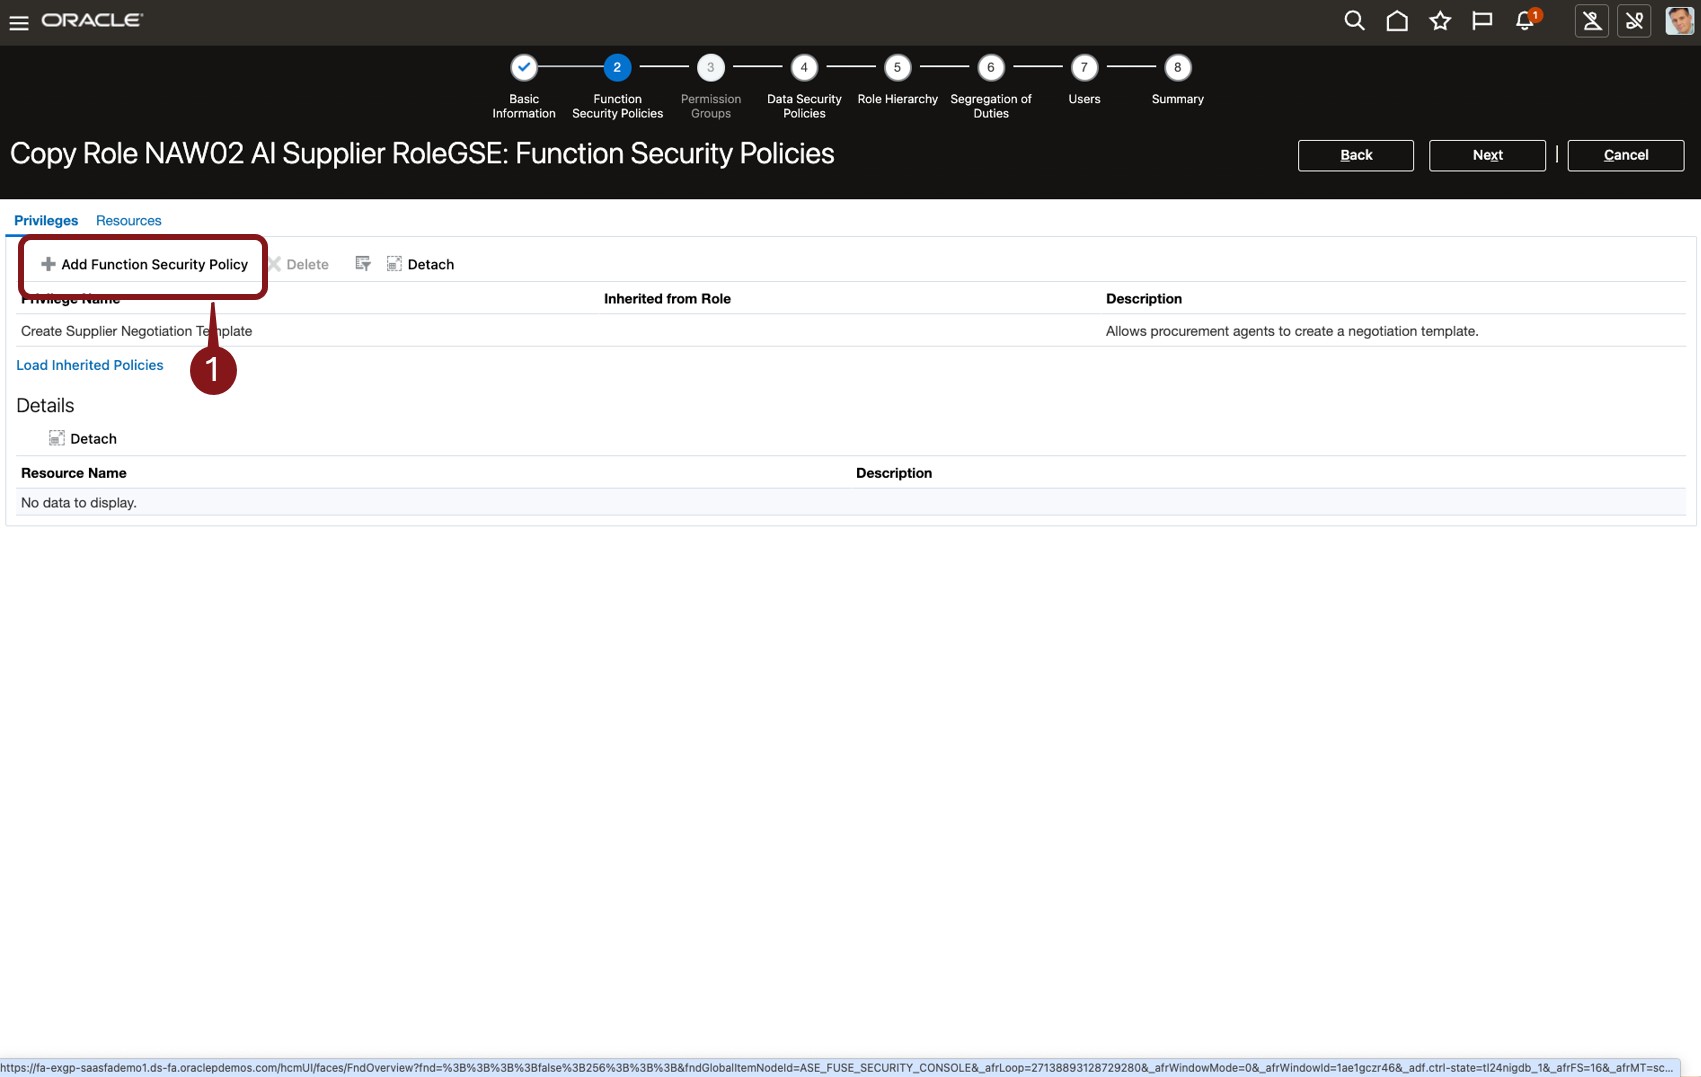 ORACLE
1
2
3
4
5
6
7
8
Basic Information
Function Security Policies
Permission Groups
Data Security Policies
Role Hierarchy
Segregation of Duties
Users
Summary
Copy Role NAW02 AI Supplier RoleGSE: Function Security Policies
Back
Next
Cancel
Privileges
Resources
Add Function Security Policy
Delete
Detach
Privilege Name
Inherited from Role
Description
Create Supplier Negotiation Template
Allows procurement agents to create a negotiation template.
Load Inherited Policies
1
Details
Detach
Resource Name
Description
No data to display.
https://fa-exgp-saasfademo1.ds-fa.oraclepdemos.com/hcmUI/faces/FndOverview?fnd=%3B%3B%3B%3Bfalse%3B256%3B%3B%3B&fndGlobalItemNodeId=ASE_FUSE_SECURITY_CONSOLE&_afrLoop=27138893128729280&_afrWindowMode=0&_afrWindowId=1ae1gczr46&_adf.ctrl-state=tl24nigdb_1&_afrFS=16&_afrMT=sc...